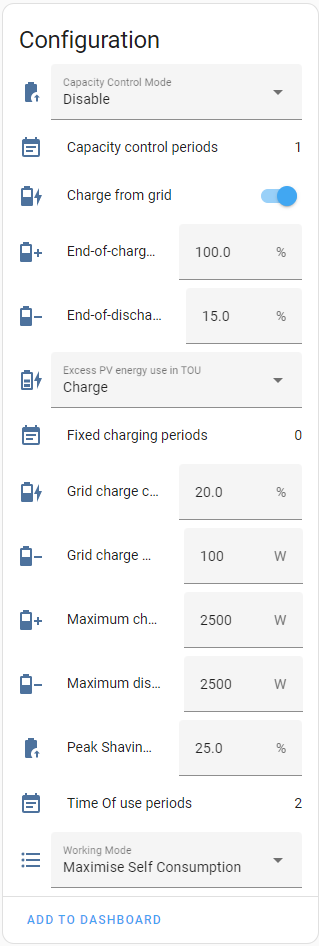 Configuration
Capacity Control Mode
Disable
Capacity control periods 1
Charge from grid
End-of-charg... 100.0 %
End-of-discha... 15.0 %
Excess PV energy use in TOU
Charge
Fixed charging periods 0
Grid charge c... 20.0 %
Grid charge ... 100 W
Maximum ch... 2500 W
Maximum dis... 2500 W
Peak Shavin... 25.0 %
Time Of use periods 2
Working Mode
Maximise Self Consumption
ADD TO DASHBOARD